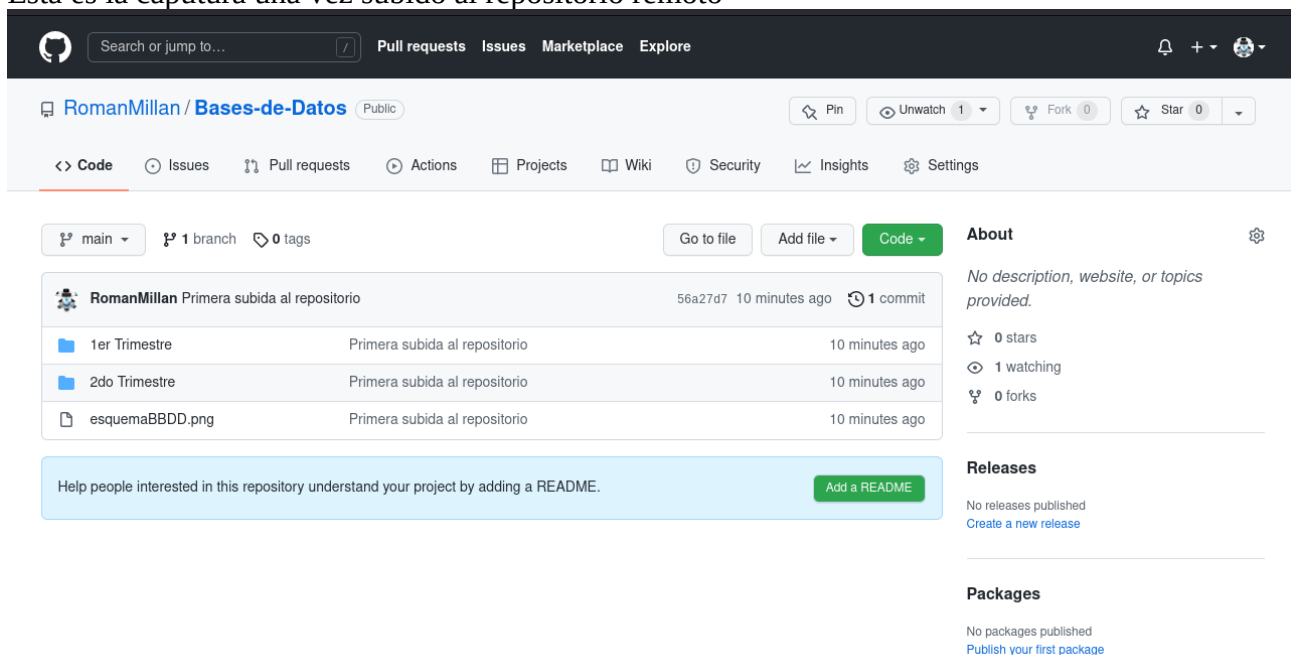 Esta es la caputara una vez subido al repositorio remoto
Search or jump to... / Pull requests Issues Marketplace Explore
RomanMillan / Bases-de-Datos Public Pin Unwatch 1 Fork 0 Star 0
<> Code Issues Pull requests Actions Projects Wiki Security Insights Settings
main 1 branch 0 tags Go to file Add file Code
RomanMillan Primera subida al repositorio 56a27d7 10 minutes ago 1 commit
1er Trimestre Primera subida al repositorio 10 minutes ago
2do Trimestre Primera subida al repositorio 10 minutes ago
esquemaBBDD.png Primera subida al repositorio 10 minutes ago
Help people interested in this repository understand your project by adding a README. Add a README
About
No description, website, or topics
provided.
0 stars
1 watching
0 forks
Releases
No releases published
Create a new release
Packages
No packages published
Publish your first package